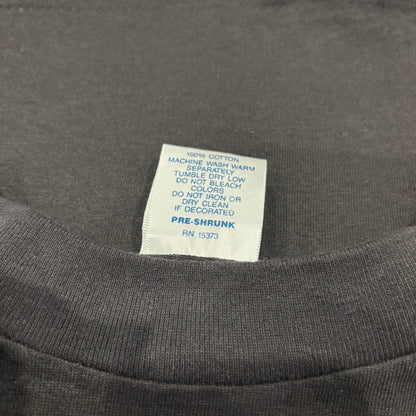 100% COTTON
MACHINE WASH WARM
SEPARATELY
TUMBLE DRY LOW
DO NOT BLEACH
COLORS
DO NOT IRON OR
DRY CLEAN
IF DECORATED
PRE-SHRUNK
RN 15373